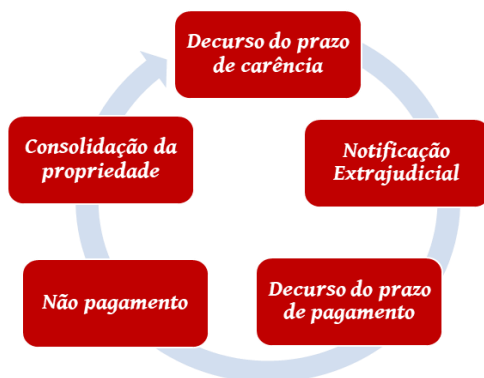 Decurso do prazo
de carência
Notificação
Extrajudicial
Decurso do prazo
de pagamento
Não pagamento
Consolidação da
propriedade